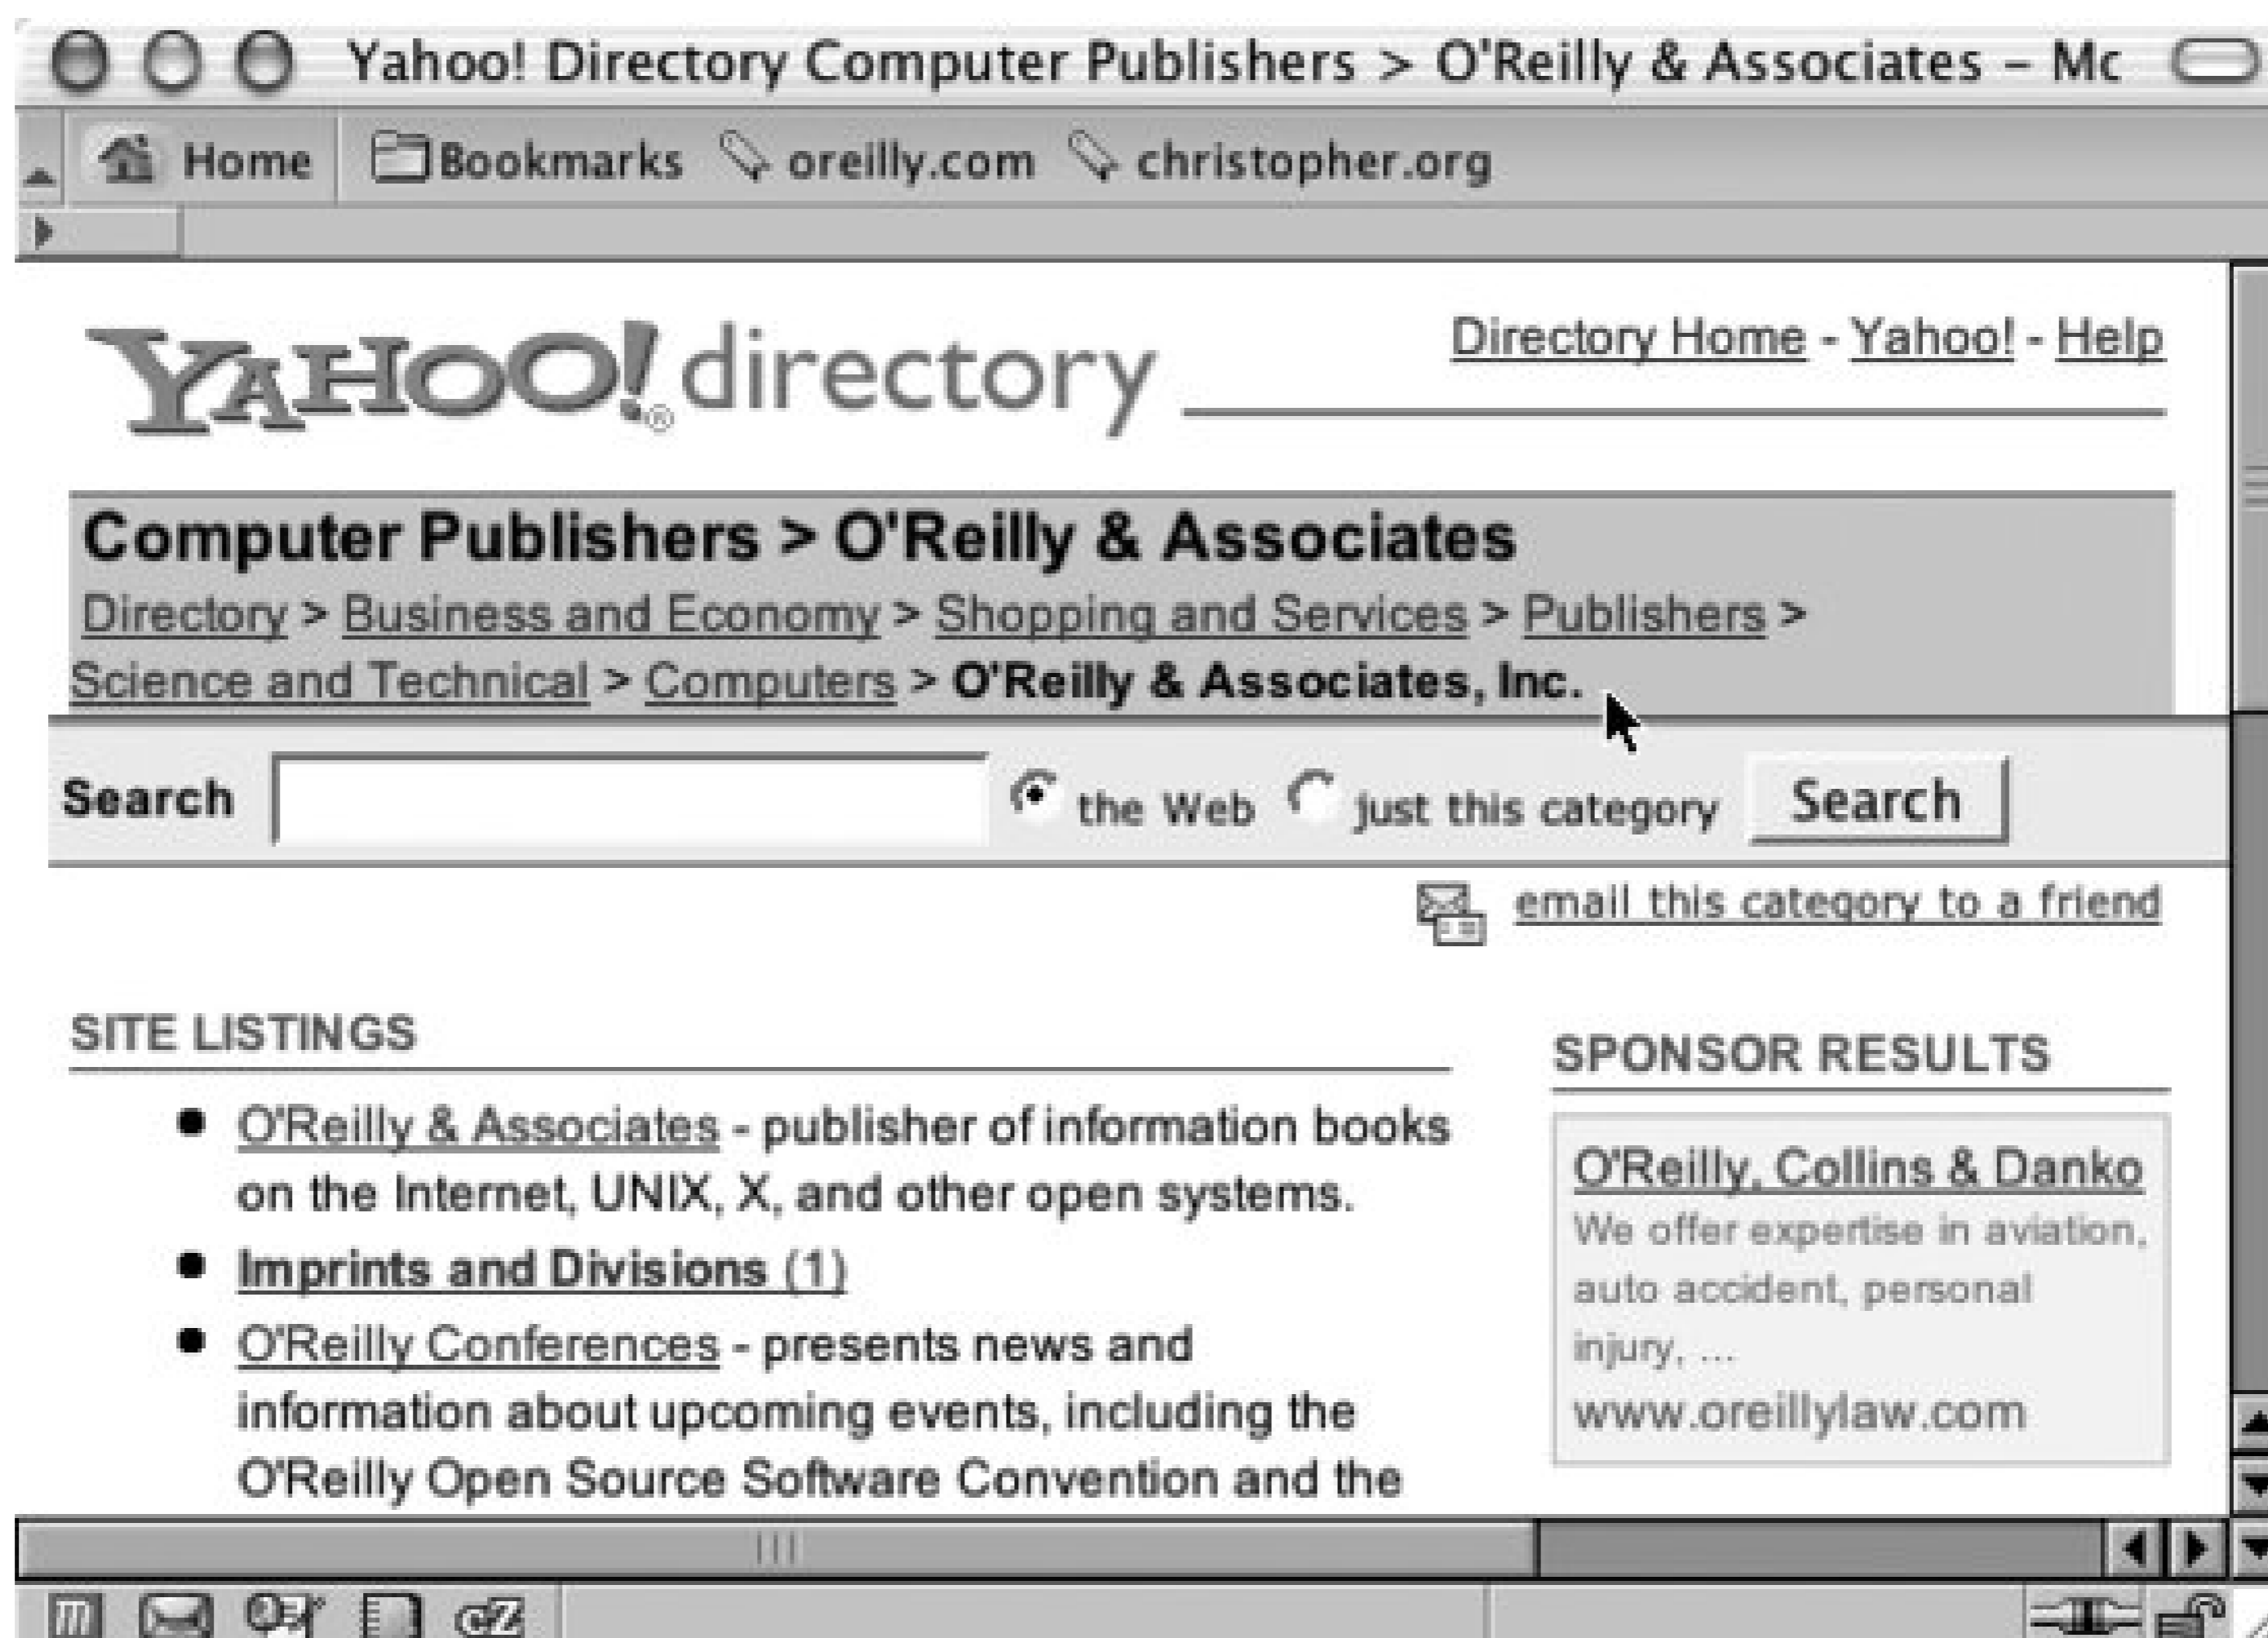 Yahoo! Directory Computer Publishers > O'Reilly & Associates – Mc
Home Bookmarks oreilly.com christopher.org
YAHOO!® directory
Directory Home - Yahoo! - Help
Computer Publishers > O'Reilly & Associates
Directory > Business and Economy > Shopping and Services > Publishers >
Science and Technical > Computers > O'Reilly & Associates, Inc.
Search the Web just this category Search
email this category to a friend
SITE LISTINGS
O'Reilly & Associates - publisher of information books
on the Internet, UNIX, X, and other open systems.
Imprints and Divisions (1)
O'Reilly Conferences - presents news and
information about upcoming events, including the
O'Reilly Open Source Software Convention and the
SPONSOR RESULTS
O'Reilly, Collins & Danko
We offer expertise in aviation,
auto accident, personal
injury, ...
www.oreillylaw.com
m cZ